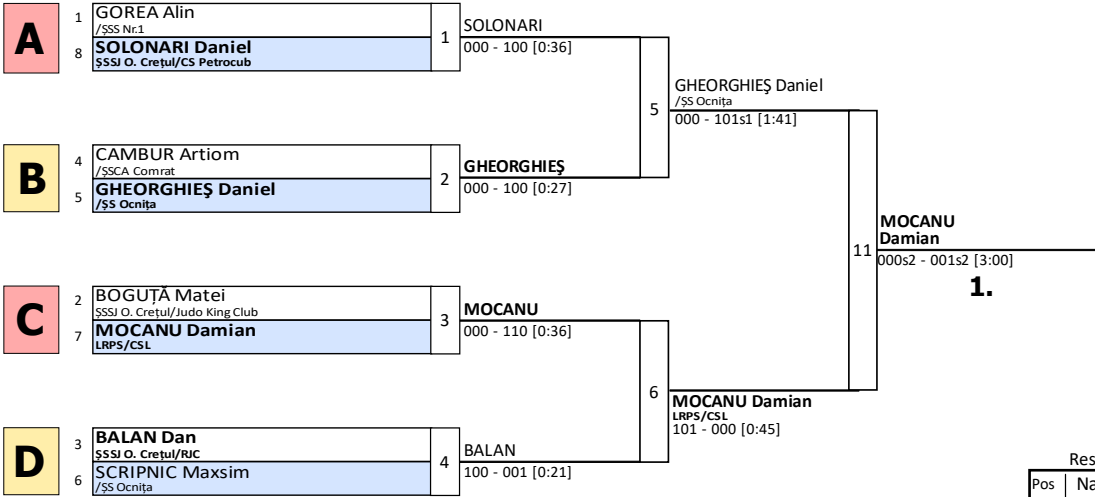 A
1 GOREA Alin
/ŞSS Nr.1
8 SOLONARI Daniel
ŞSSJ O. Creţul/CS Petrocub
1
SOLONARI
000 - 100 [0:36]
5
GHEORGHIEŞ Daniel
/ŞS Ocniţa
000 - 101s1 [1:41]
B
4 CAMBUR Artiom
/ŞSCA Comrat
5 GHEORGHIEŞ Daniel
/ŞS Ocniţa
2
GHEORGHIEŞ
000 - 100 [0:27]
11
MOCANU
Damian
000s2 - 001s2 [3:00]
1.
C
2 BOGUŢĂ Matei
ŞSSJ O. Creţul/Judo King Club
7 MOCANU Damian
LRPS/CSL
3
MOCANU
000 - 110 [0:36]
6
MOCANU Damian
LRPS/CSL
101 - 000 [0:45]
D
3 BALAN Dan
ŞSSJ O. Creţul/RJC
6 SCRIPNIC Maxsim
/ŞS Ocniţa
4
BALAN
100 - 001 [0:21]
Res
Pos Na